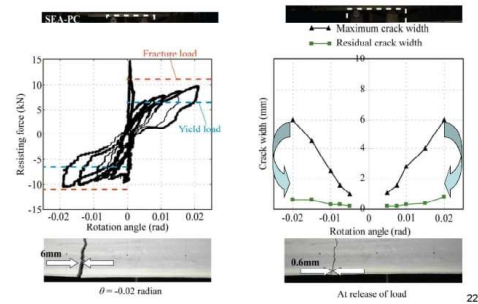 SEA-PC
Fracture load
15
10
5
0
-5
-10
-15
Resisting force (kN)
Yield load
-0.02 -0.01 0 0.01 0.02
Rotation angle (rad)
6mm
θ = -0.02 radian
Maximum crack width
Residual crack width
10
8
6
4
2
0
Crack width (mm)
-0.02 -0.01 0 0.01 0.02
Rotation angle (rad)
0.6mm
At release of load
22